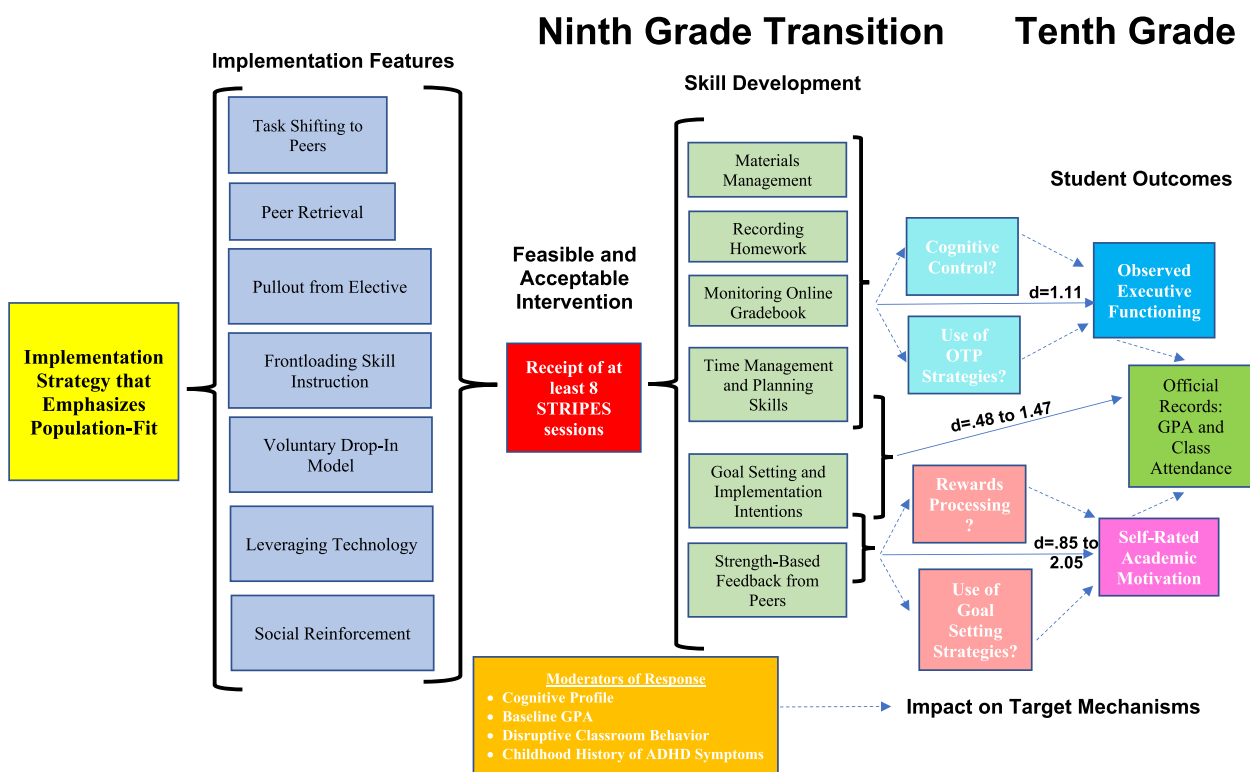 Ninth Grade Transition
Tenth Grade
Implementation Features
Skill Development
Student Outcomes
Feasible and
Acceptable
Intervention
Implementation
Strategy that
Emphasizes
Population-Fit
Task Shifting to
Peers
Peer Retrieval
Pullout from Elective
Frontloading Skill
Instruction
Voluntary Drop-In
Model
Leveraging Technology
Social Reinforcement
Receipt of at
least 8
STRIPES
sessions
Materials
Management
Recording
Homework
Monitoring Online
Gradebook
Time Management
and Planning
Skills
Goal Setting and
Implementation
Intentions
Strength-Based
Feedback from
Peers
Cognitive
Control?
d=1.11
Use of
OTP
Strategies?
d=.48 to 1.47
Rewards
Processing
?
d=.85 to
2.05
Use of
Goal
Setting
Strategies?
Observed
Executive
Functioning
Official
Records:
GPA and
Class
Attendance
Self-Rated
Academic
Motivation
Moderators of Response
• Cognitive Profile
• Baseline GPA
• Disruptive Classroom Behavior
• Childhood History of ADHD Symptoms
Impact on Target Mechanisms